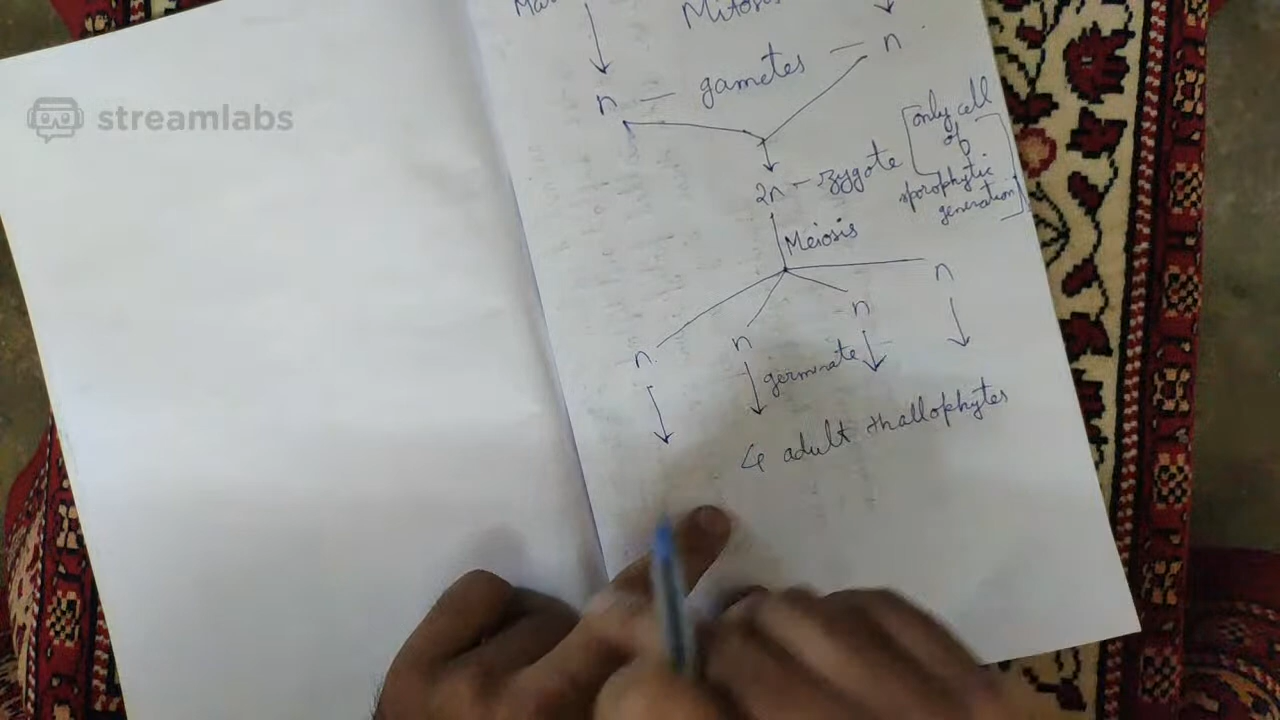 streamlabs
Mitosis
n — gametes — n
2n - zygote [only cell
of
sporophytic
generation]
Meiosis
n n n n
germinate
4 adult thallophytes